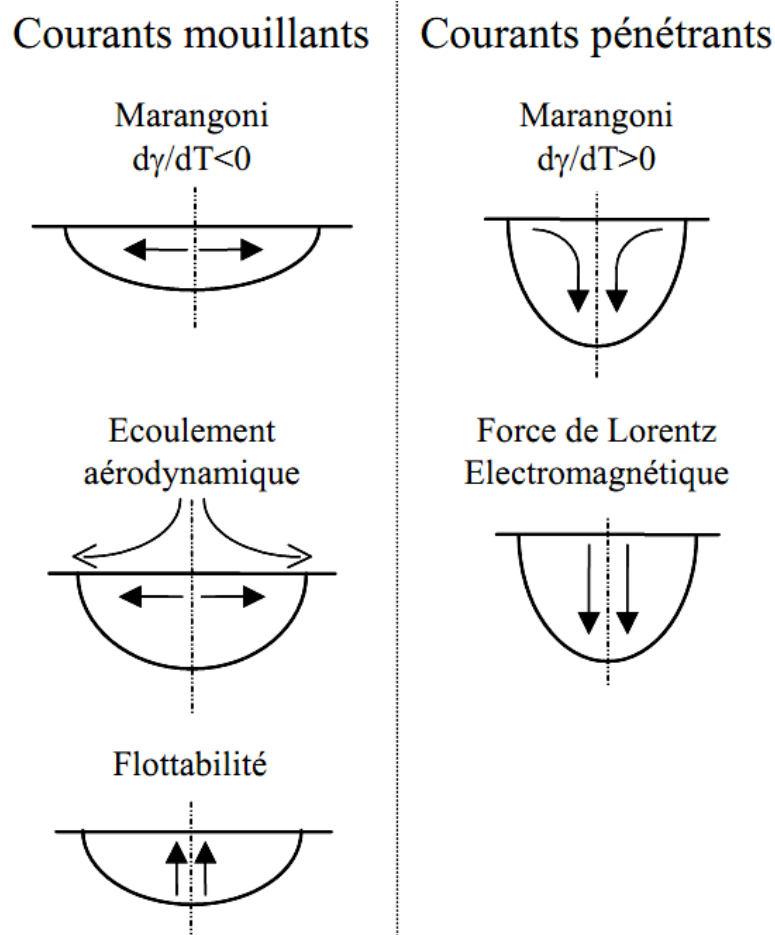 Courants mouillants
Marangoni
dγ/dT<0
Ecoulement
aérodynamique
Flottabilité
Courants pénétrants
Marangoni
dγ/dT>0
Force de Lorentz
Electromagnétique